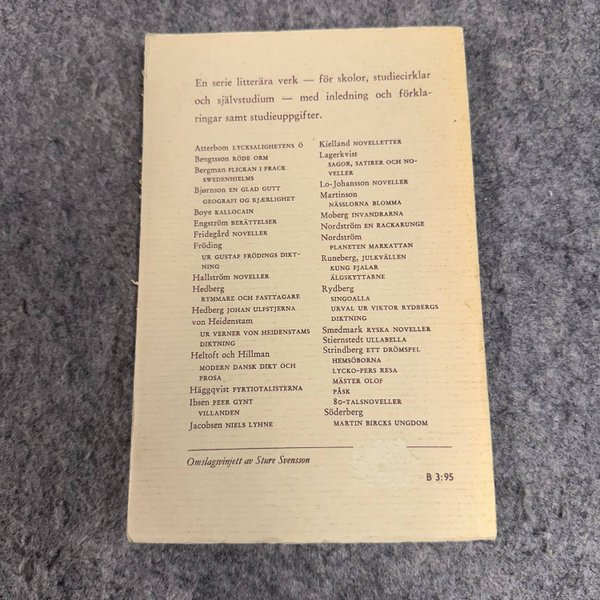 En serie litterära verk — för skolor, studiecirklar
och självstudium — med inledning och förkla-
ringar samt studieuppgifter.
Atterbom LYCKSALIGHETENS Ö
Bengtsson RÖDE ORM
Bergman FLICKAN I FRACK
SWEDENHIELMS
Bjørnson EN GLAD GUTT
GEOGRAFI OG KJÆRLIGHET
Boye KALLOCAIN
Engström BERÄTTELSER
Fridegård NOVELLER
Fröding
UR GUSTAF FRÖDINGS DIKT-
NING
Hallström NOVELLER
Hedberg
RYMMARE OCH FASTTAGARE
Hedberg JOHAN ULFSTJERNA
von Heidenstam
UR VERNER VON HEIDENSTAMS
DIKTNING
Heltoft och Hillman
MODERN DANSK DIKT OCH
PROSA
Häggqvist FYRTIOTALISTERNA
Ibsen PEER GYNT
VILLANDEN
Jacobsen NIELS LYHNE
Kielland NOVELLETTER
Lagerkvist
SAGOR, SATIRER OCH NO-
VELLER
Lo-Johansson NOVELLER
Martinson
NÄSSLORNA BLOMMA
Moberg INVANDRARNA
Nordström EN RACKARUNGE
Nordström
PLANETEN MARKATTAN
Runeberg, JULKVÄLLEN
KUNG FJALAR
ÄLGSKYTTARNE
Rydberg
SINGOALLA
URVAL UR VIKTOR RYDBERGS
DIKTNING
Smedmark RYSKA NOVELLER
Stiernstedt ULLABELLA
Strindberg ETT DRÖMSPEL
HEMSÖBORNA
LYCKO-PERS RESA
MÄSTER OLOF
PÅSK
80-TALSNOVELLER
Söderberg
MARTIN BIRCKS UNGDOM
Omslagsvinjett av Sture Svensson
B 3:95